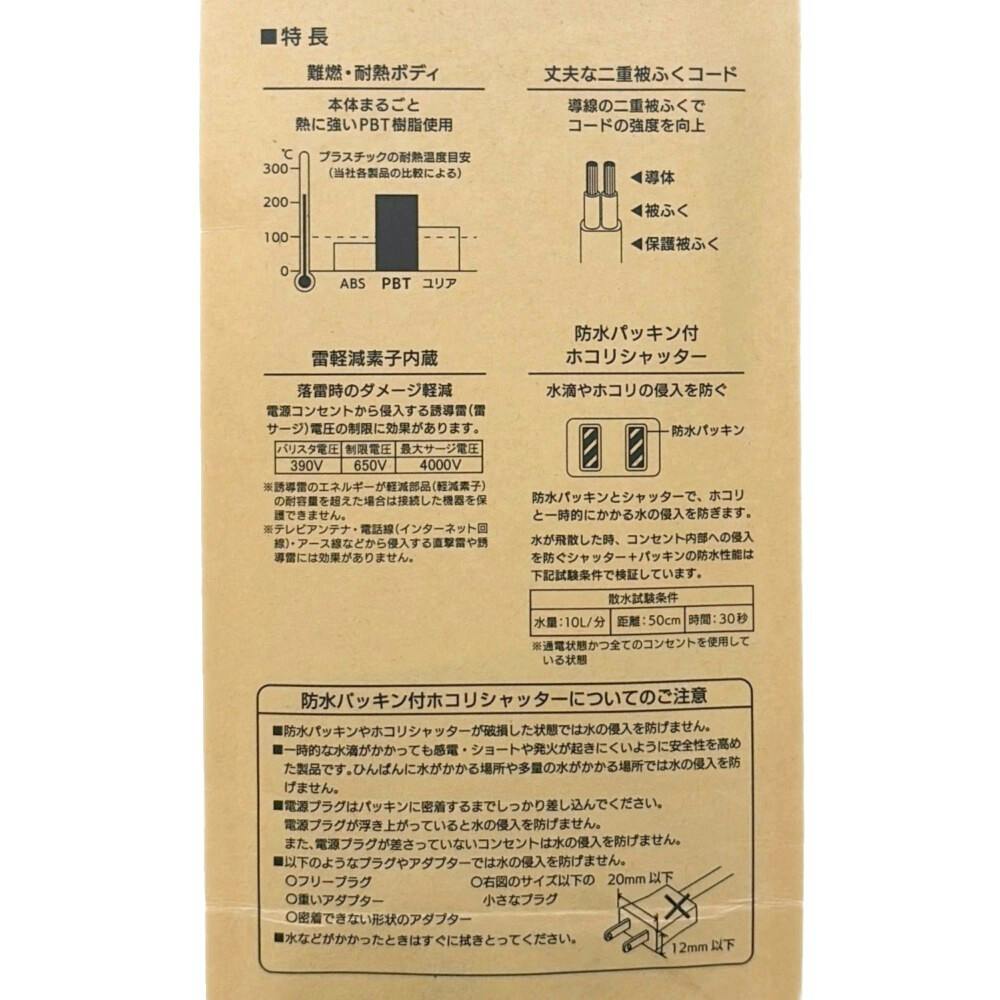 ■特長
難燃・耐熱ボディ
本体まるごと
熱に強いPBT樹脂使用
プラスチックの耐熱温度目安
(当社各製品の比較による)
℃
300
200
100
0
ABS PBT ユリア
丈夫な二重被ふくコード
導線の二重被ふくで
コードの強度を向上
◀導体
◀被ふく
◀保護被ふく
雷軽減素子内蔵
落雷時のダメージ軽減
電源コンセントから侵入する誘導雷(雷
サージ)電圧の制限に効果があります。
バリスタ電圧 制限電圧 最大サージ電圧
390V 650V 4000V
※誘導雷のエネルギーが軽減部品(軽減素子)
の耐容量を超えた場合は接続した機器を保
護できません。
※テレビアンテナ・電話線(インターネット回
線)・アース線などから侵入する直撃雷や誘
導雷には効果がありません。
防水パッキン付
ホコリシャッター
水滴やホコリの侵入を防ぐ
防水パッキン
防水パッキンとシャッターで、ホコリ
と一時的にかかる水の侵入を防ぎます。
水が飛散した時、コンセント内部への侵入
を防ぐシャッター+パッキンの防水性能は
下記試験条件で検証しています。
散水試験条件
水量:10L/分 距離:50cm 時間:30秒
※通電状態かつ全てのコンセントを使用して
いる状態
防水パッキン付ホコリシャッターについてのご注意
■防水パッキンやホコリシャッターが破損した状態では水の侵入を防げません。
■一時的な水滴がかかっても感電・ショートや発火が起きにくいように安全性を高め
た製品です。ひんぱんに水がかかる場所や多量の水がかかる場所では水の侵入を防
げません。
■電源プラグはパッキンに密着するまでしっかり差し込んでください。
電源プラグが浮き上がっていると水の侵入を防げません。
また、電源プラグが差さっていないコンセントは水の侵入を防げません。
■以下のようなプラグやアダプターでは水の侵入を防げません。
○フリープラグ
○重いアダプター
○密着できない形状のアダプター
○右図のサイズ以下の
小さなプラグ
20mm以下
12mm以下
■水などがかかったときはすぐに拭きとってください。